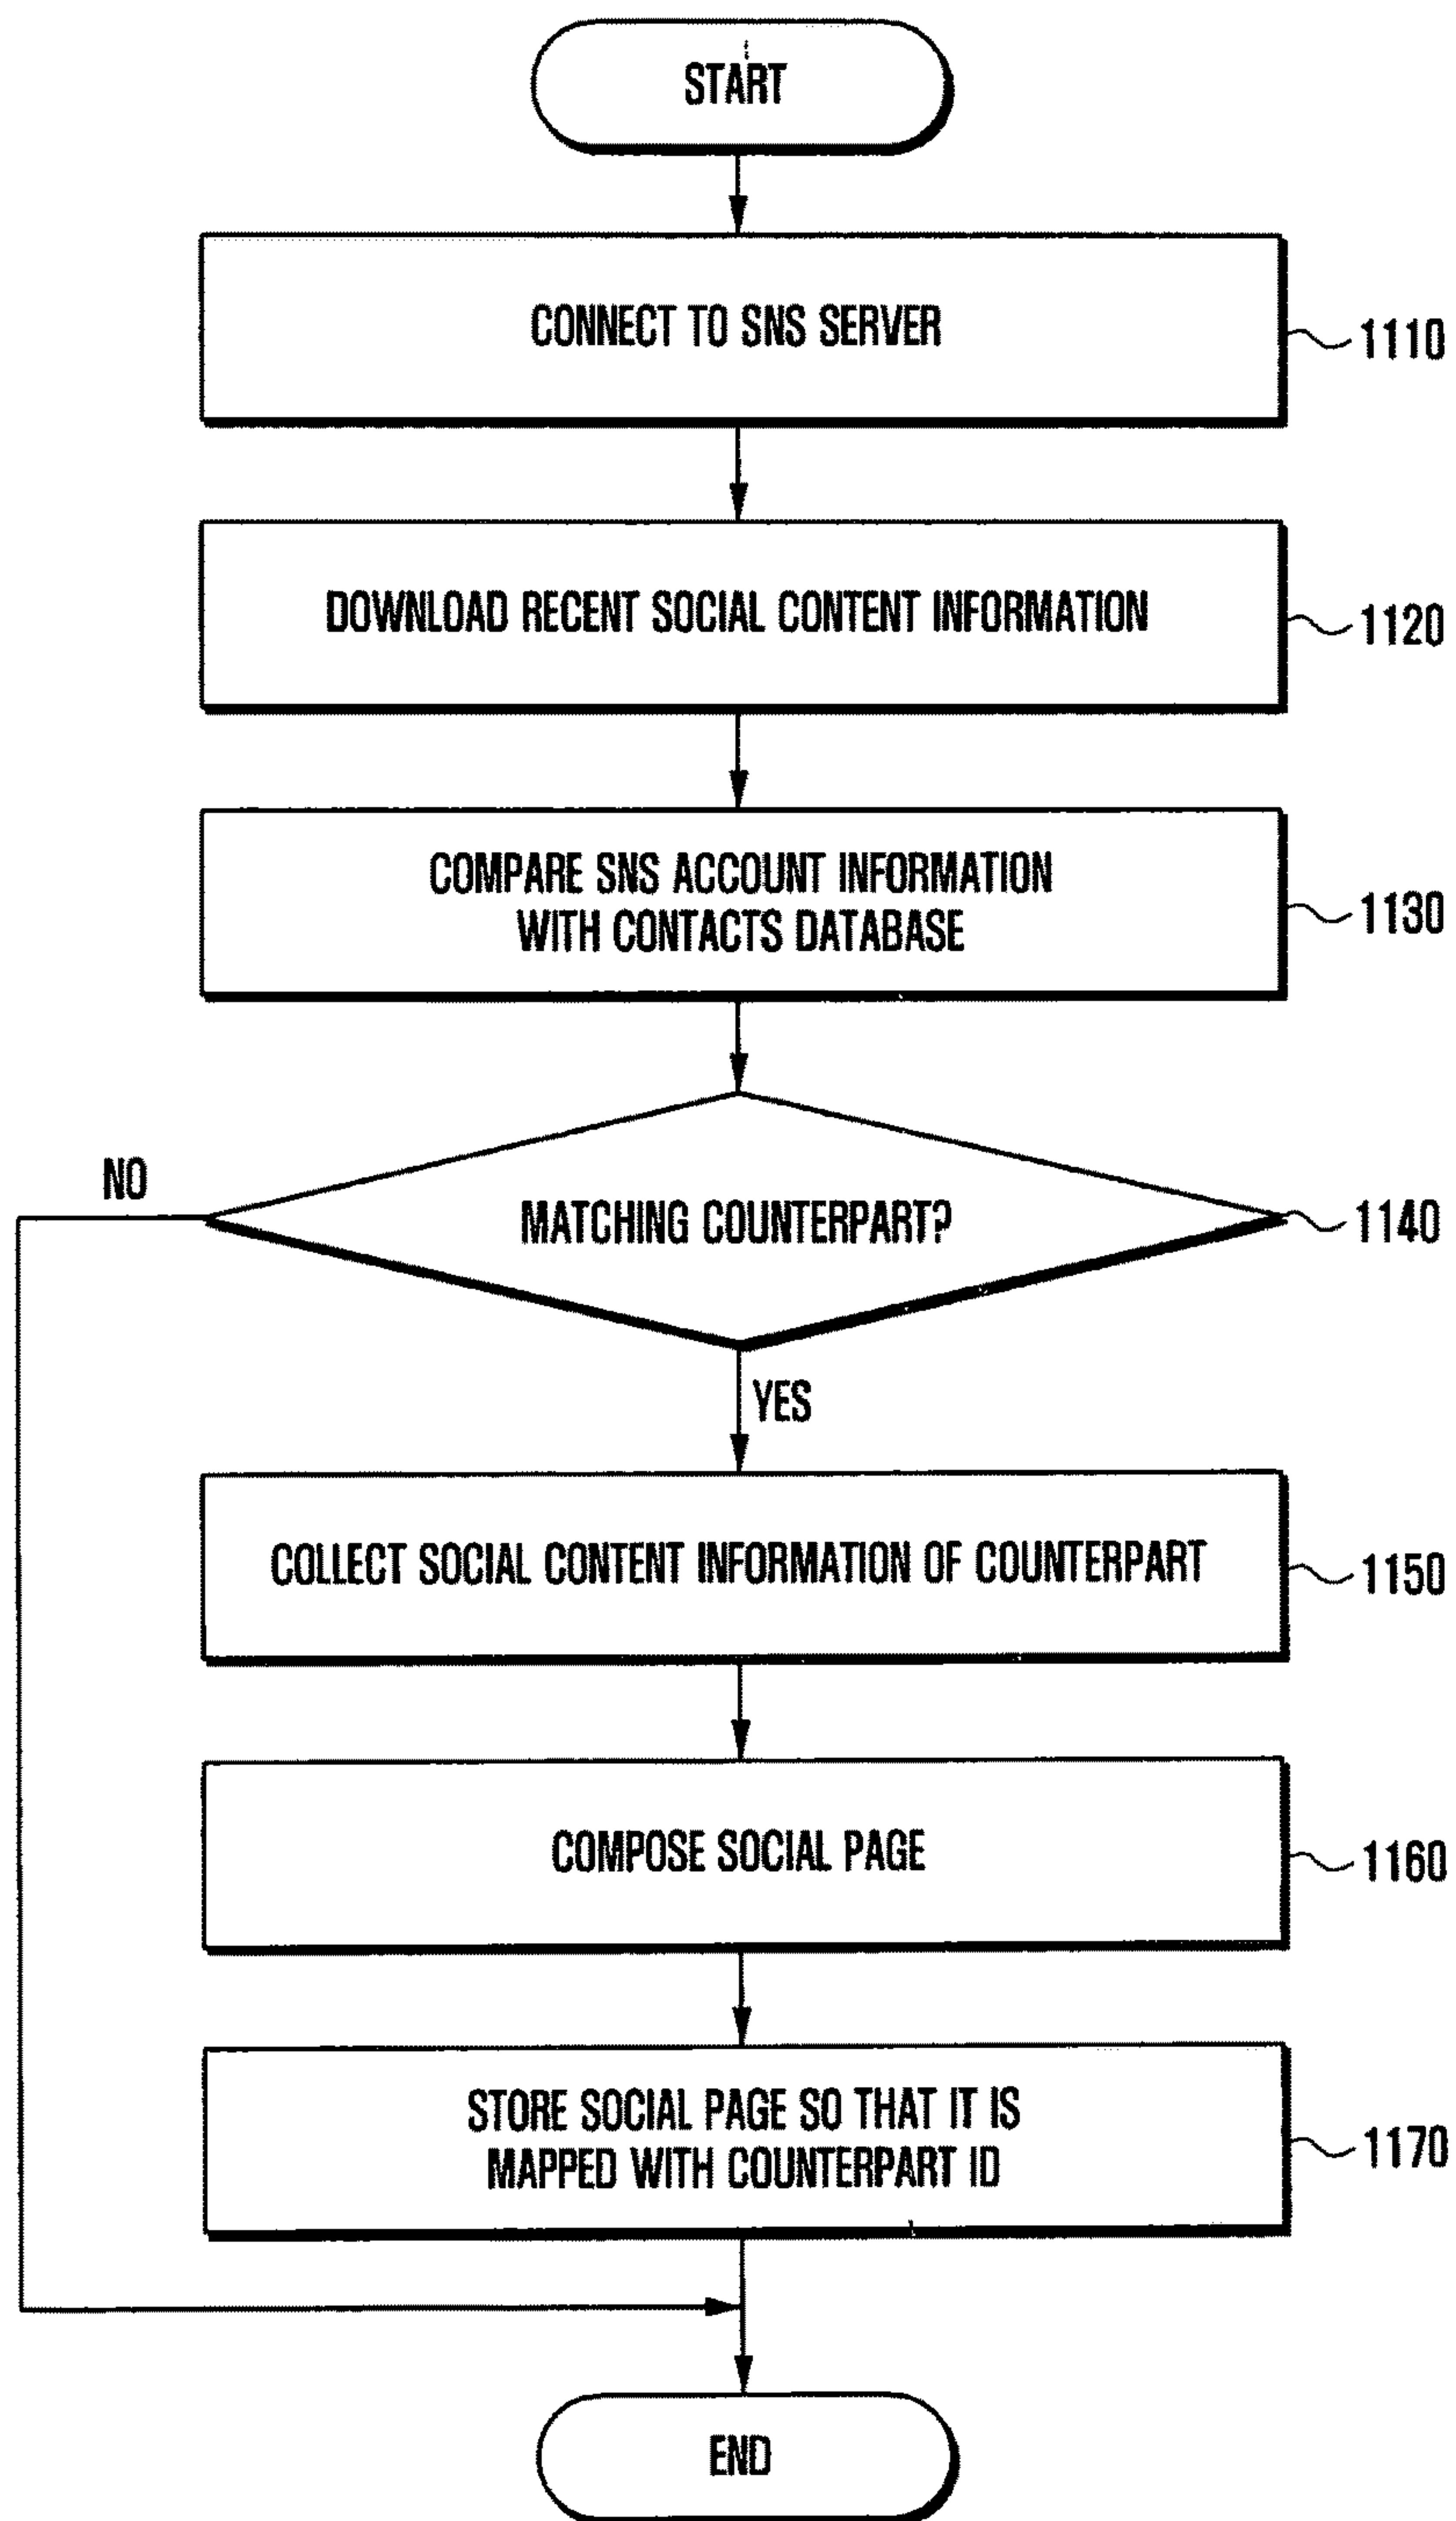 START
CONNECT TO SNS SERVER
1110
DOWNLOAD RECENT SOCIAL CONTENT INFORMATION
1120
COMPARE SNS ACCOUNT INFORMATION
WITH CONTACTS DATABASE
1130
NO
MATCHING COUNTERPART?
1140
YES
COLLECT SOCIAL CONTENT INFORMATION OF COUNTERPART
1150
COMPOSE SOCIAL PAGE
1160
STORE SOCIAL PAGE SO THAT IT IS
MAPPED WITH COUNTERPART ID
1170
END